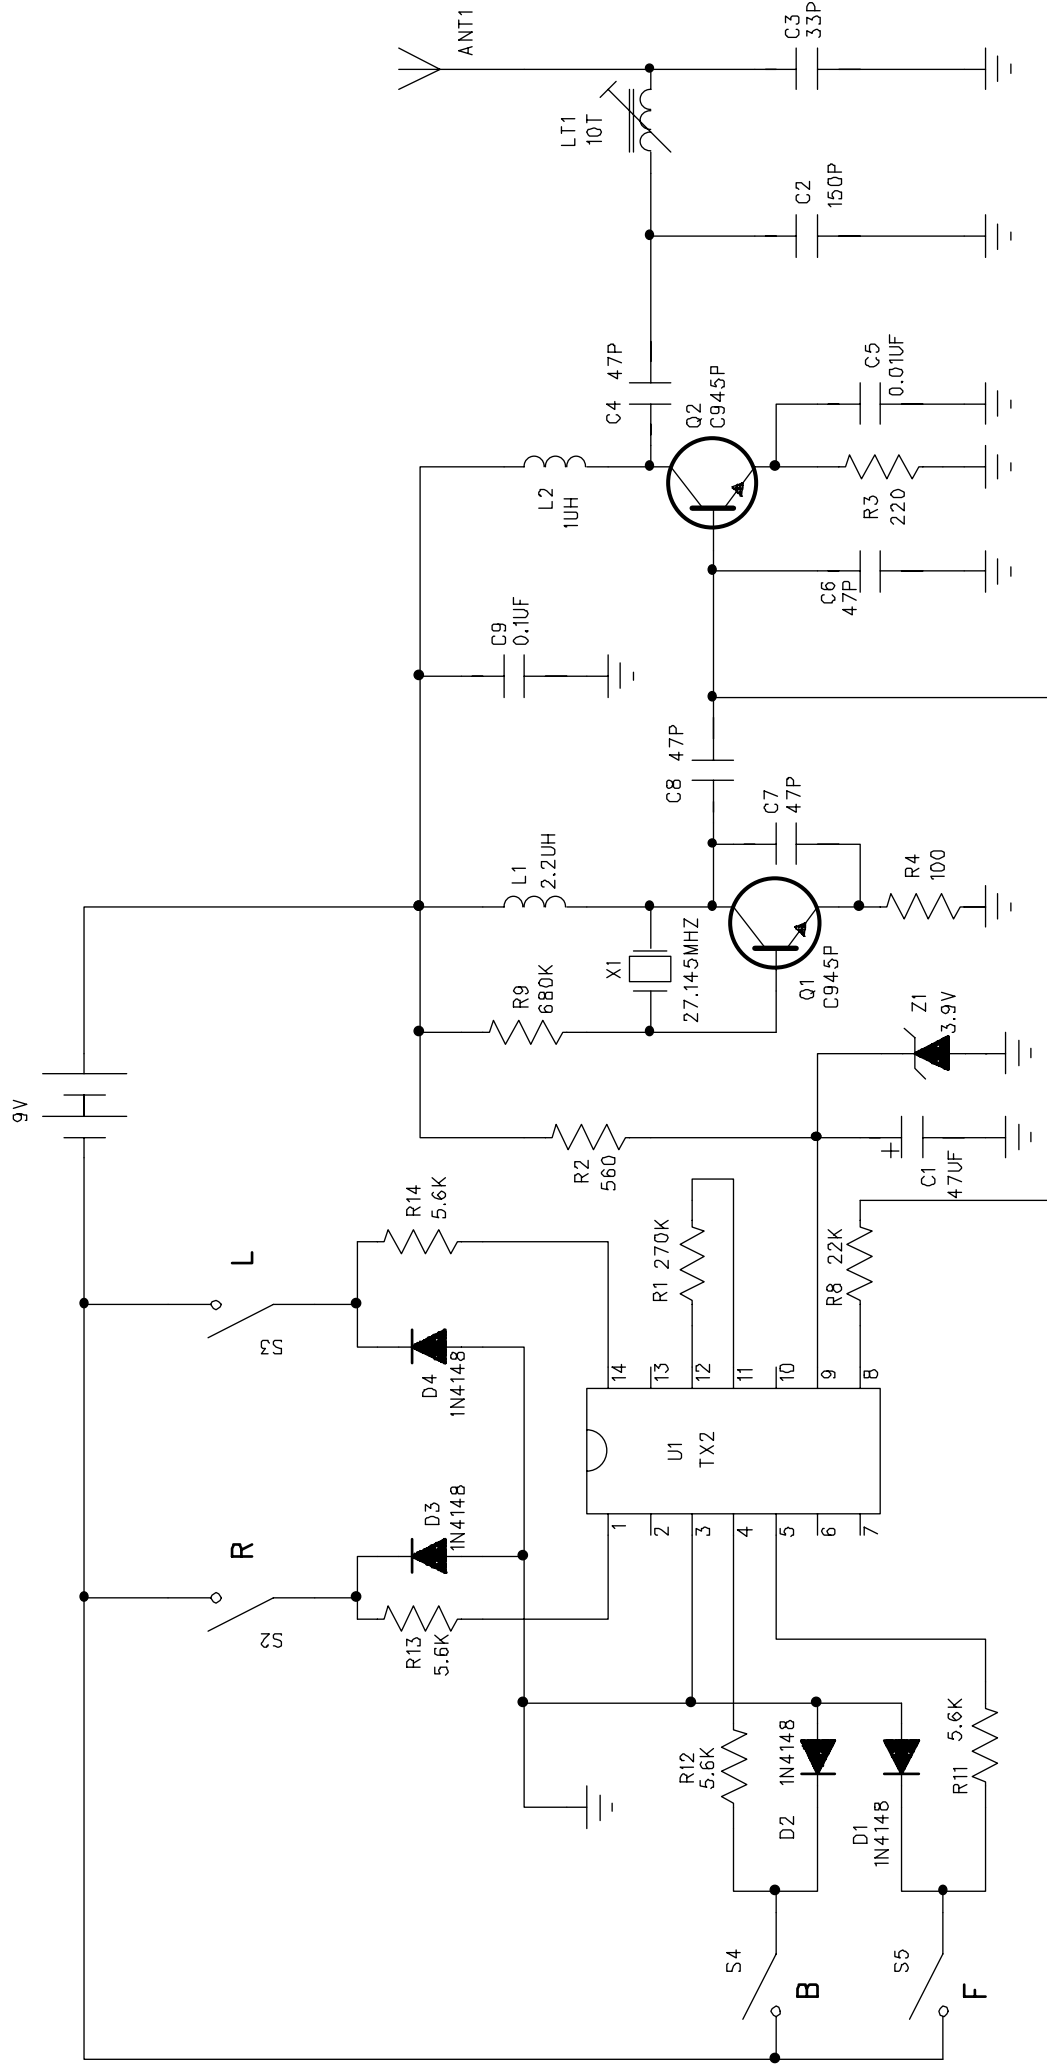 ANT1
C3
33P
LT1
10T
C2
150P
C4 47P
Q2
C945P
C5
0.01UF
L2
1UH
R3
220
C6
47P
C9
0.1UF
C8 47P
C7
47P
L1
2.2UH
R4
100
X1
27.145MHZ
Q1
C945P
R9
680K
Z1
3.9V
9V
R2
560
C1
47UF
+
R14
5.6K
L
S3
D4
1N4148
R1 270K
R8 22K
14
13
12
11
10
9
8
U1
TX2
1
2
3
4
5
6
7
R
S2
D3
1N4148
R13
5.6K
R12
5.6K
D2 1N4148
D1
1N4148
R11 5.6K
S4
B
S5
F